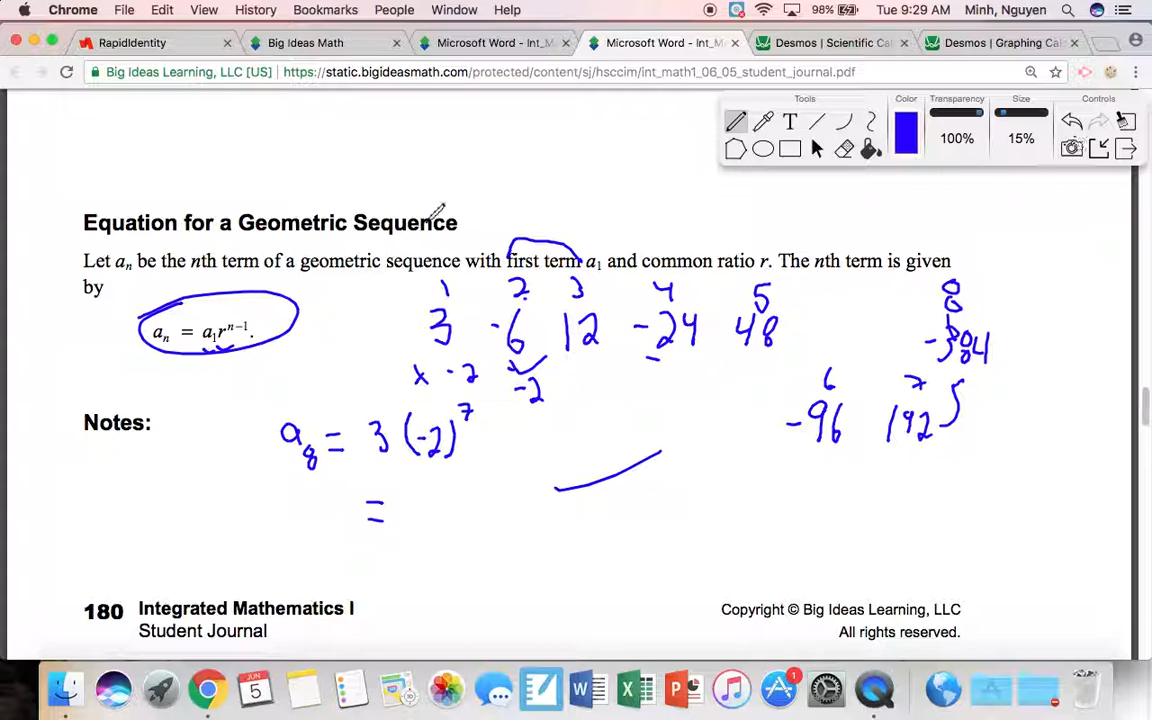 Chrome File Edit View History Bookmarks People Window Help 98% Tue 9:29 AM Minh, Nguyen
RapidIdentity Big Ideas Math Microsoft Word - Int_M Microsoft Word - Int_M Desmos | Scientific Ca Desmos | Graphing Ca
Big Ideas Learning, LLC [US] https://static.bigideasmath.com/protected/content/sj/hsccim/int_math1_06_05_student_journal.pdf
Tools Color Transparency Size Controls
T 100% 15%
Equation for a Geometric Sequence
Let aₙ be the nth term of a geometric sequence with first term a₁ and common ratio r. The nth term is given
by
1 2 3 4 5 8
aₙ = a₁rⁿ⁻¹.
3 -6 12 -24 48
x -2 -2 6 7
-96 192
Notes:
a₈ = 3 (-2)⁷
=
180 Integrated Mathematics I
Student Journal
Copyright © Big Ideas Learning, LLC
All rights reserved.
JUN
5
1